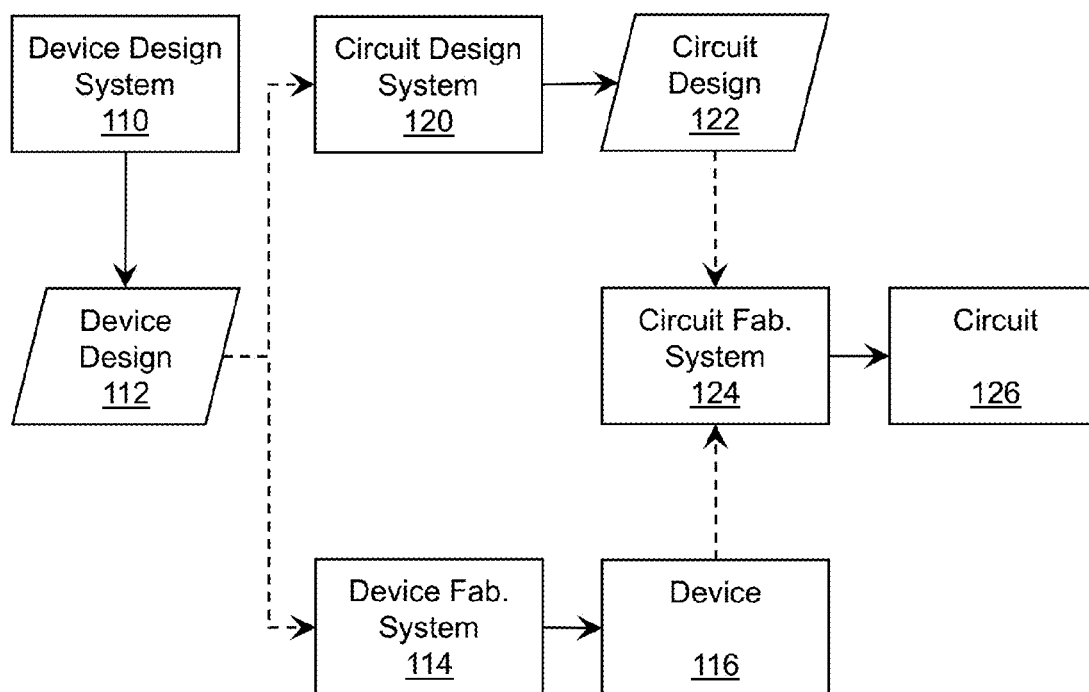 Device Design
System
110
Circuit Design
System
120
Circuit
Design
122
Device
Design
112
Circuit Fab.
System
124
Circuit
126
Device Fab.
System
114
Device
116